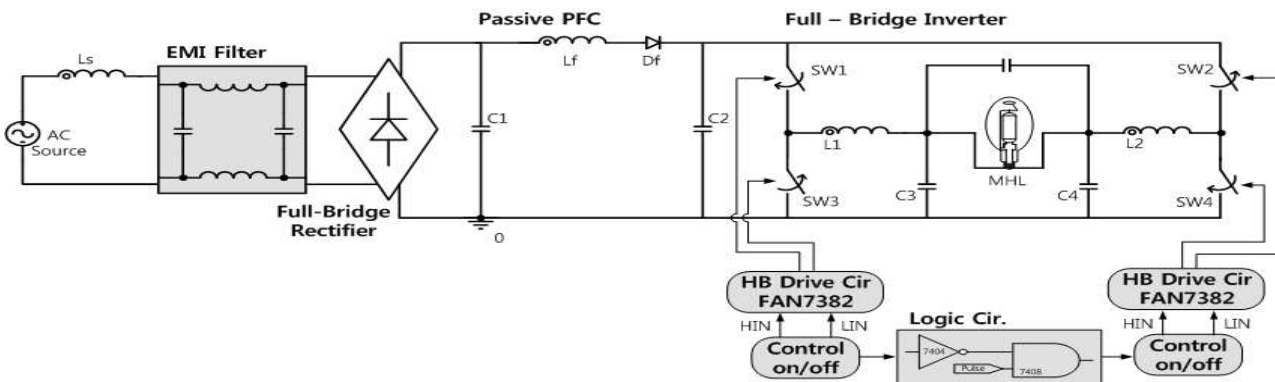 Passive PFC
Full – Bridge Inverter
EMI Filter
Ls
Lf
Df
SW1
SW2
AC
Source
C1
C2
L1
L2
MHL
C3
C4
SW3
SW4
Full-Bridge
Rectifier
0
HB Drive Cir
FAN7382
HB Drive Cir
FAN7382
HIN
LIN
Logic Cir.
HIN
LIN
Control
on/off
7404
Pulse
7408
Control
on/off